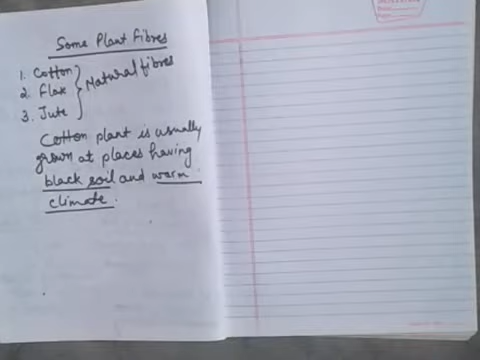 Some Plant Fibres
1. Cotton
2. Flax } Natural fibres
3. Jute
Cotton plant is usually
grown at places having
black soil and warm
climate.